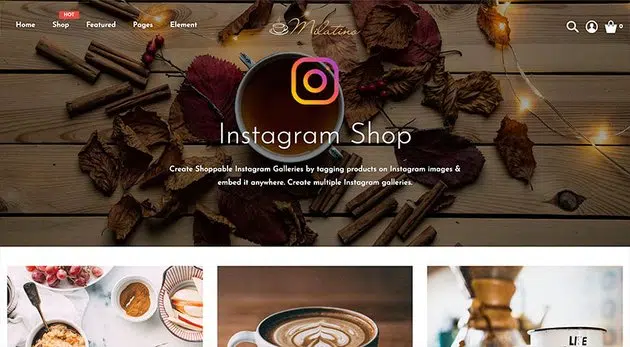 HOT
Home Shop Featured Pages Element
Milatino
0
Instagram Shop
Create Shoppable Instagram Galleries by tagging products on Instagram images &
embed it anywhere. Create multiple Instagram galleries.
LIFE